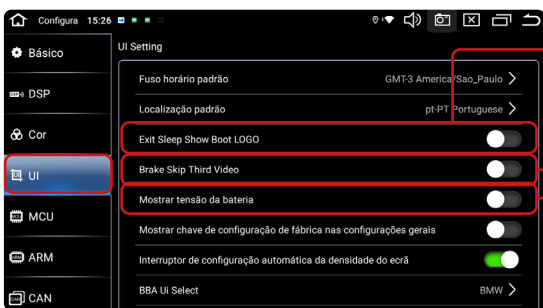 Configura 15:26
UI Setting
Básico
DSP
Cor
UI
MCU
ARM
CAN
Fuso horário padrão GMT-3 America/Sao_Paulo
Localização padrão pt-PT Portuguese
Exit Sleep Show Boot LOGO
Brake Skip Third Video
Mostrar tensão da bateria
Mostrar chave de configuração de fábrica nas configurações gerais
Interruptor de configuração automática da densidade do ecrã
BBA Ui Select BMW